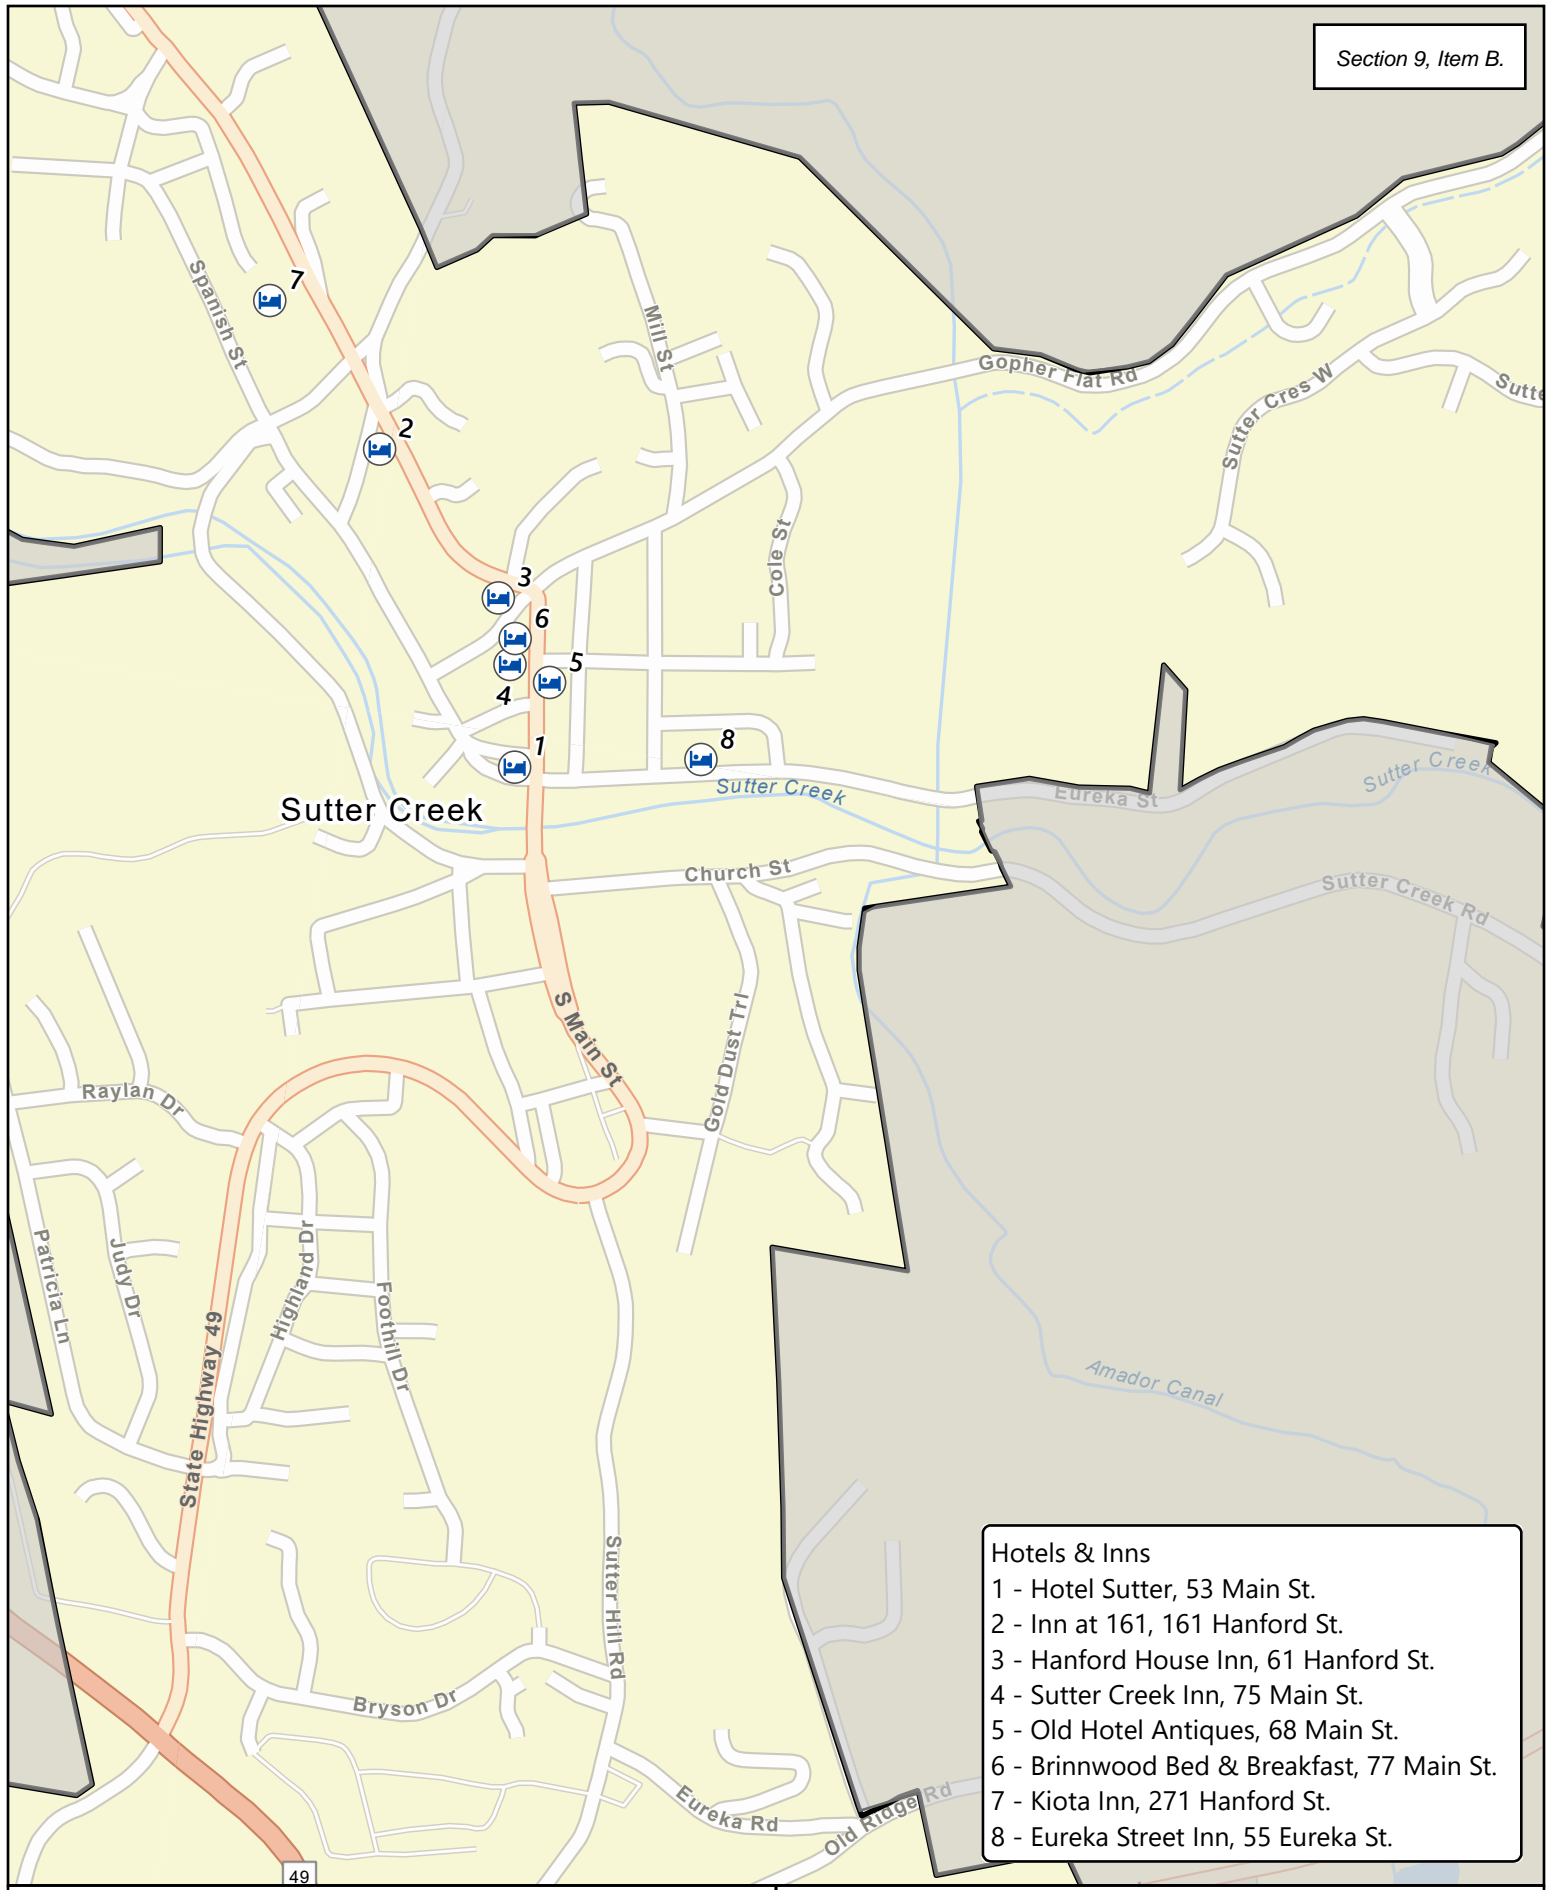 Section 9, Item B.
7
Spanish St
Mill St
Gopher Flat Rd
Sutter Cres W
Sutte
2
Cole St
3
6
5
4
1
8
Sutter Creek
Sutter Creek
Sutter Creek
Eureka St
Church St
Sutter Creek Rd
S Main St
Gold Dust Trl
Raylan Dr
Patricia Ln
Judy Dr
Highland Dr
Foothill Dr
State Highway 49
Amador Canal
Sutter Hill Rd
Bryson Dr
Eureka Rd
Old Ridge Rd
49
Hotels & Inns
1 - Hotel Sutter, 53 Main St.
2 - Inn at 161, 161 Hanford St.
3 - Hanford House Inn, 61 Hanford St.
4 - Sutter Creek Inn, 75 Main St.
5 - Old Hotel Antiques, 68 Main St.
6 - Brinnwood Bed & Breakfast, 77 Main St.
7 - Kiota Inn, 271 Hanford St.
8 - Eureka Street Inn, 55 Eureka St.